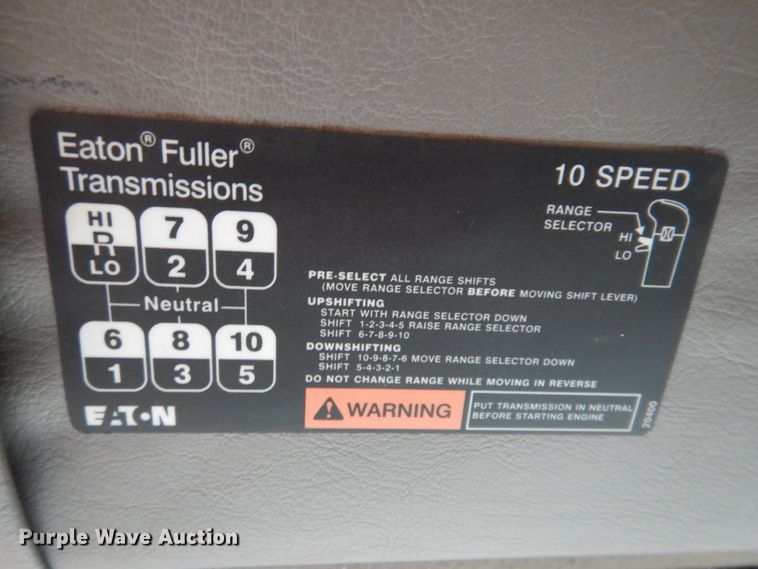 Eaton® Fuller®
Transmissions
10 SPEED
RANGE
SELECTOR
HI
LO
HI 7 9
R
LO 2 4
Neutral
6 8 10
1 3 5
EATON
PRE-SELECT ALL RANGE SHIFTS
(MOVE RANGE SELECTOR BEFORE MOVING SHIFT LEVER)
UPSHIFTING
START WITH RANGE SELECTOR DOWN
SHIFT 1-2-3-4-5 RAISE RANGE SELECTOR
SHIFT 6-7-8-9-10
DOWNSHIFTING
SHIFT 10-9-8-7-6 MOVE RANGE SELECTOR DOWN
SHIFT 5-4-3-2-1
DO NOT CHANGE RANGE WHILE MOVING IN REVERSE
WARNING
PUT TRANSMISSION IN NEUTRAL
BEFORE STARTING ENGINE
20400
Purple Wave Auction